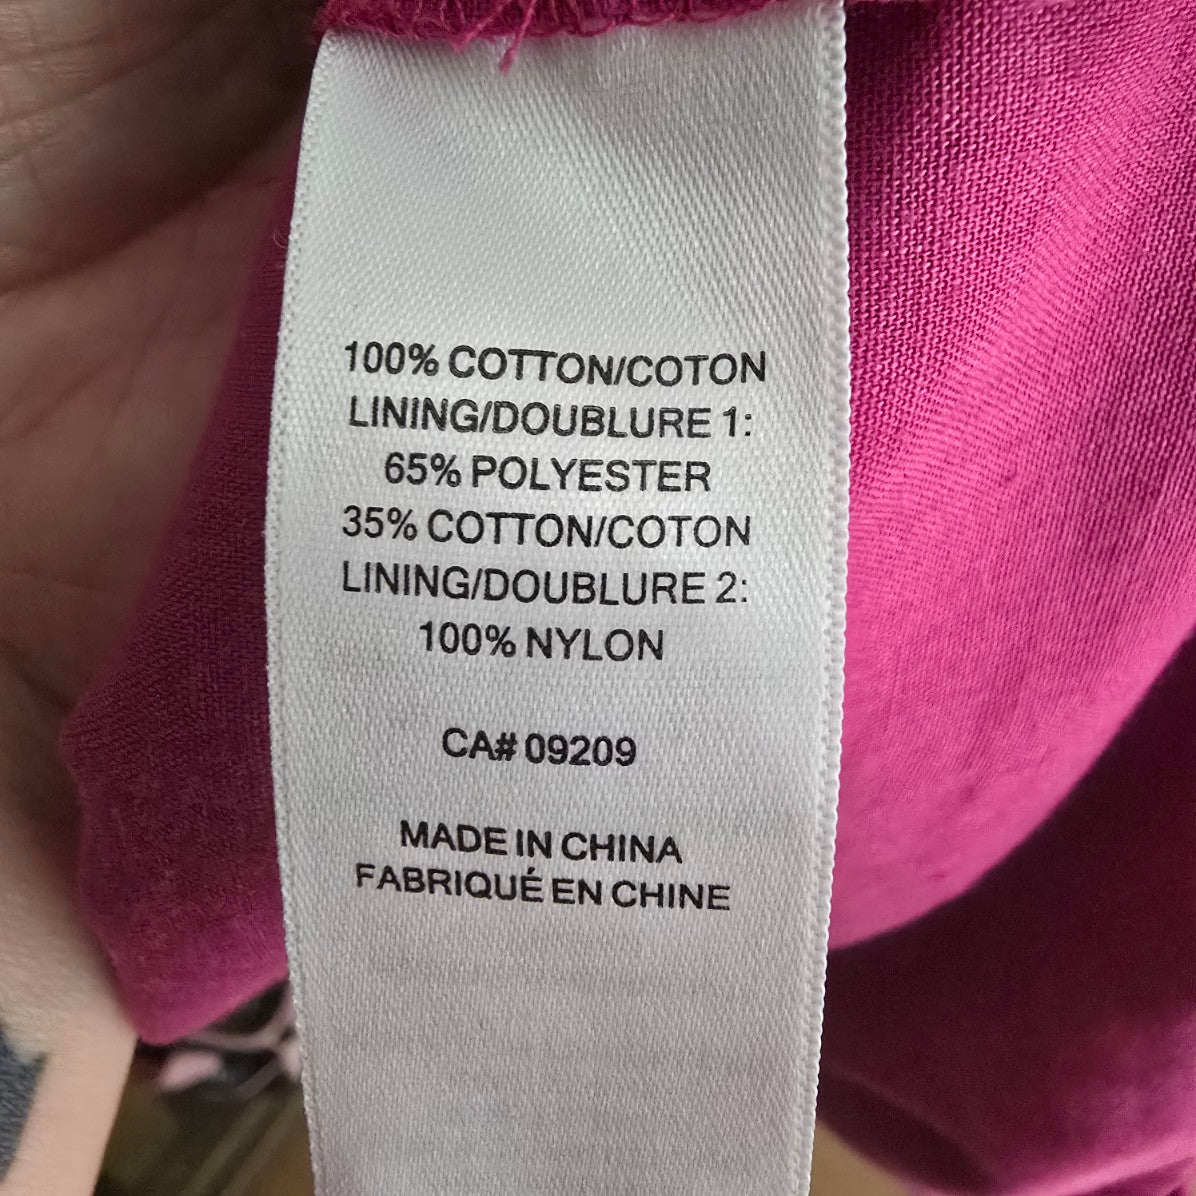 100% COTTON/COTON
LINING/DOUBLURE 1:
65% POLYESTER
35% COTTON/COTON
LINING/DOUBLURE 2:
100% NYLON
CA# 09209
MADE IN CHINA
FABRIQUÉ EN CHINE